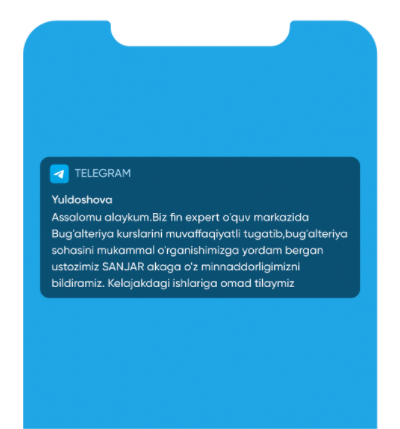 TELEGRAM
Yuldoshova
Assalomu alaykum.Biz fin expert o'quv markazida
Bug'alteriya kurslarini muvaffaqiyatli tugatib,bug'alteriya
sohasini mukammal o'rganishimizga yordam bergan
ustozimiz SANJAR akaga o'z minnaddorligimizni
bildiramiz. Kelajakdagi ishlariga omad tilaymiz